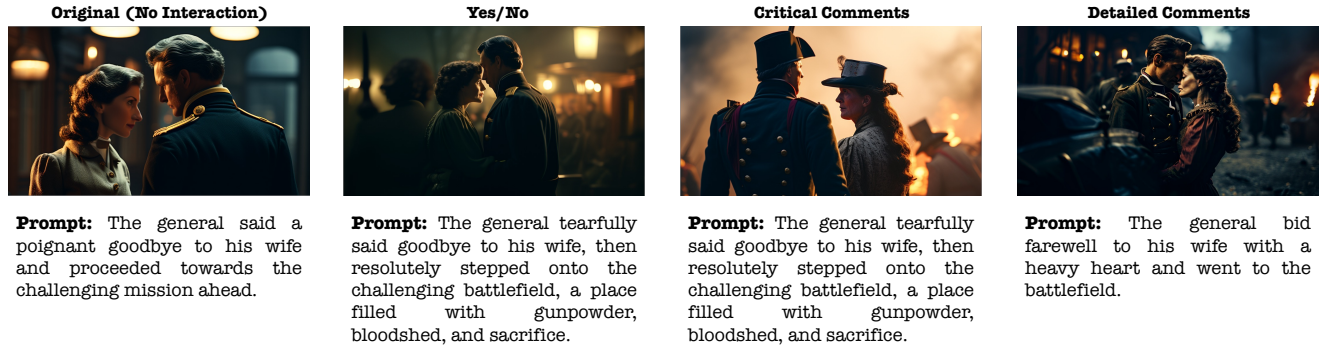 Original (No Interaction)
Prompt: The general said a
poignant goodbye to his wife
and proceeded towards the
challenging mission ahead.
Yes/No
Prompt: The general tearfully
said goodbye to his wife, then
resolutely stepped onto the
challenging battlefield, a place
filled with gunpowder,
bloodshed, and sacrifice.
Critical Comments
Prompt: The general tearfully
said goodbye to his wife, then
resolutely stepped onto the
challenging battlefield, a place
filled with gunpowder,
bloodshed, and sacrifice.
Detailed Comments
Prompt: The general bid
farewell to his wife with a
heavy heart and went to the
battlefield.